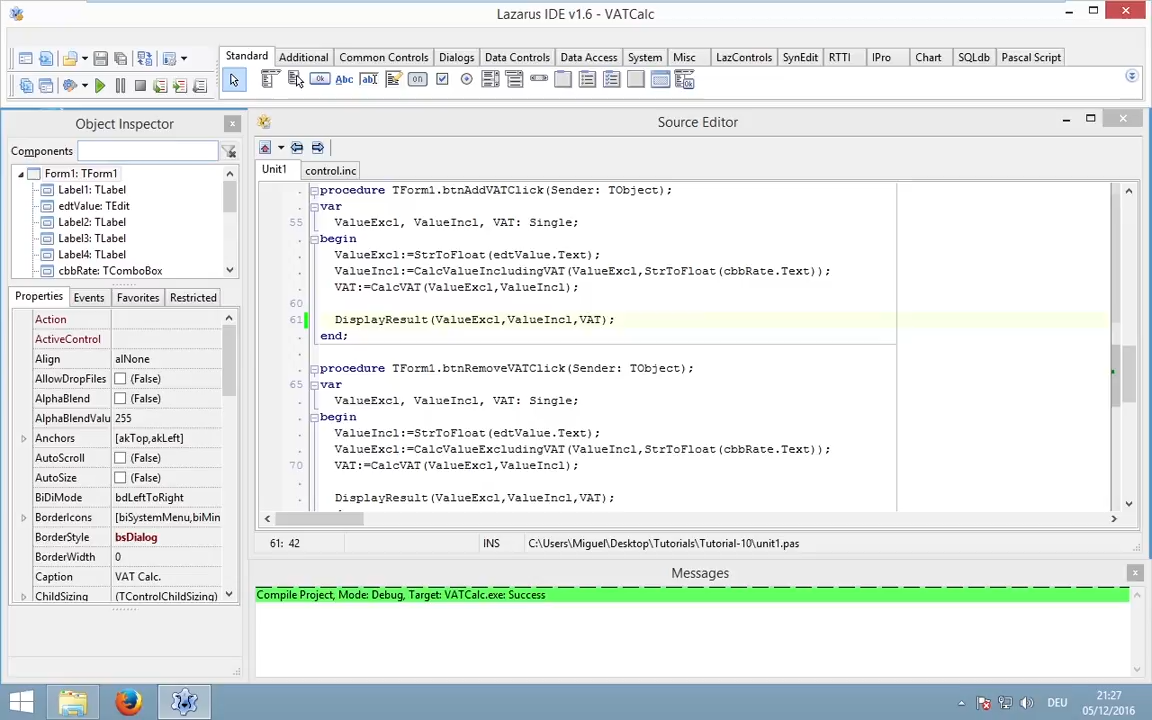 Lazarus IDE v1.6 - VATCalc
Standard Additional Common Controls Dialogs Data Controls Data Access System Misc LazControls SynEdit RTTI IPro Chart SQLdb Pascal Script
Ok Abc ab on
Object Inspector
Source Editor
Components
Unit1 control.inc
Form1: TForm1
Label1: TLabel
edtValue: TEdit
Label2: TLabel
Label3: TLabel
Label4: TLabel
cbbRate: TComboBox
Properties Events Favorites Restricted
Action
ActiveControl
Align alNone
AllowDropFiles (False)
AlphaBlend (False)
AlphaBlendValu 255
Anchors [akTop,akLeft]
AutoScroll (False)
AutoSize (False)
BiDiMode bdLeftToRight
BorderIcons [biSystemMenu,biMin
BorderStyle bsDialog
BorderWidth 0
Caption VAT Calc.
ChildSizing (TControlChildSizing)
. procedure TForm1.btnAddVATClick(Sender: TObject);
. var
55 ValueExcl, ValueIncl, VAT: Single;
. begin
. ValueExcl:=StrToFloat(edtValue.Text);
. ValueIncl:=CalcValueIncludingVAT(ValueExcl,StrToFloat(cbbRate.Text));
. VAT:=CalcVAT(ValueExcl,ValueIncl);
60
61 DisplayResult(ValueExcl,ValueIncl,VAT);
. end;
.
. procedure TForm1.btnRemoveVATClick(Sender: TObject);
65 var
. ValueExcl, ValueIncl, VAT: Single;
. begin
. ValueIncl:=StrToFloat(edtValue.Text);
. ValueExcl:=CalcValueExcludingVAT(ValueIncl,StrToFloat(cbbRate.Text));
70 VAT:=CalcVAT(ValueExcl,ValueIncl);
.
. DisplayResult(ValueExcl,ValueIncl,VAT);
61: 42 INS C:\Users\Miguel\Desktop\Tutorials\Tutorial-10\unit1.pas
Messages
Compile Project, Mode: Debug, Target: VATCalc.exe: Success
DEU
21:27
05/12/2016